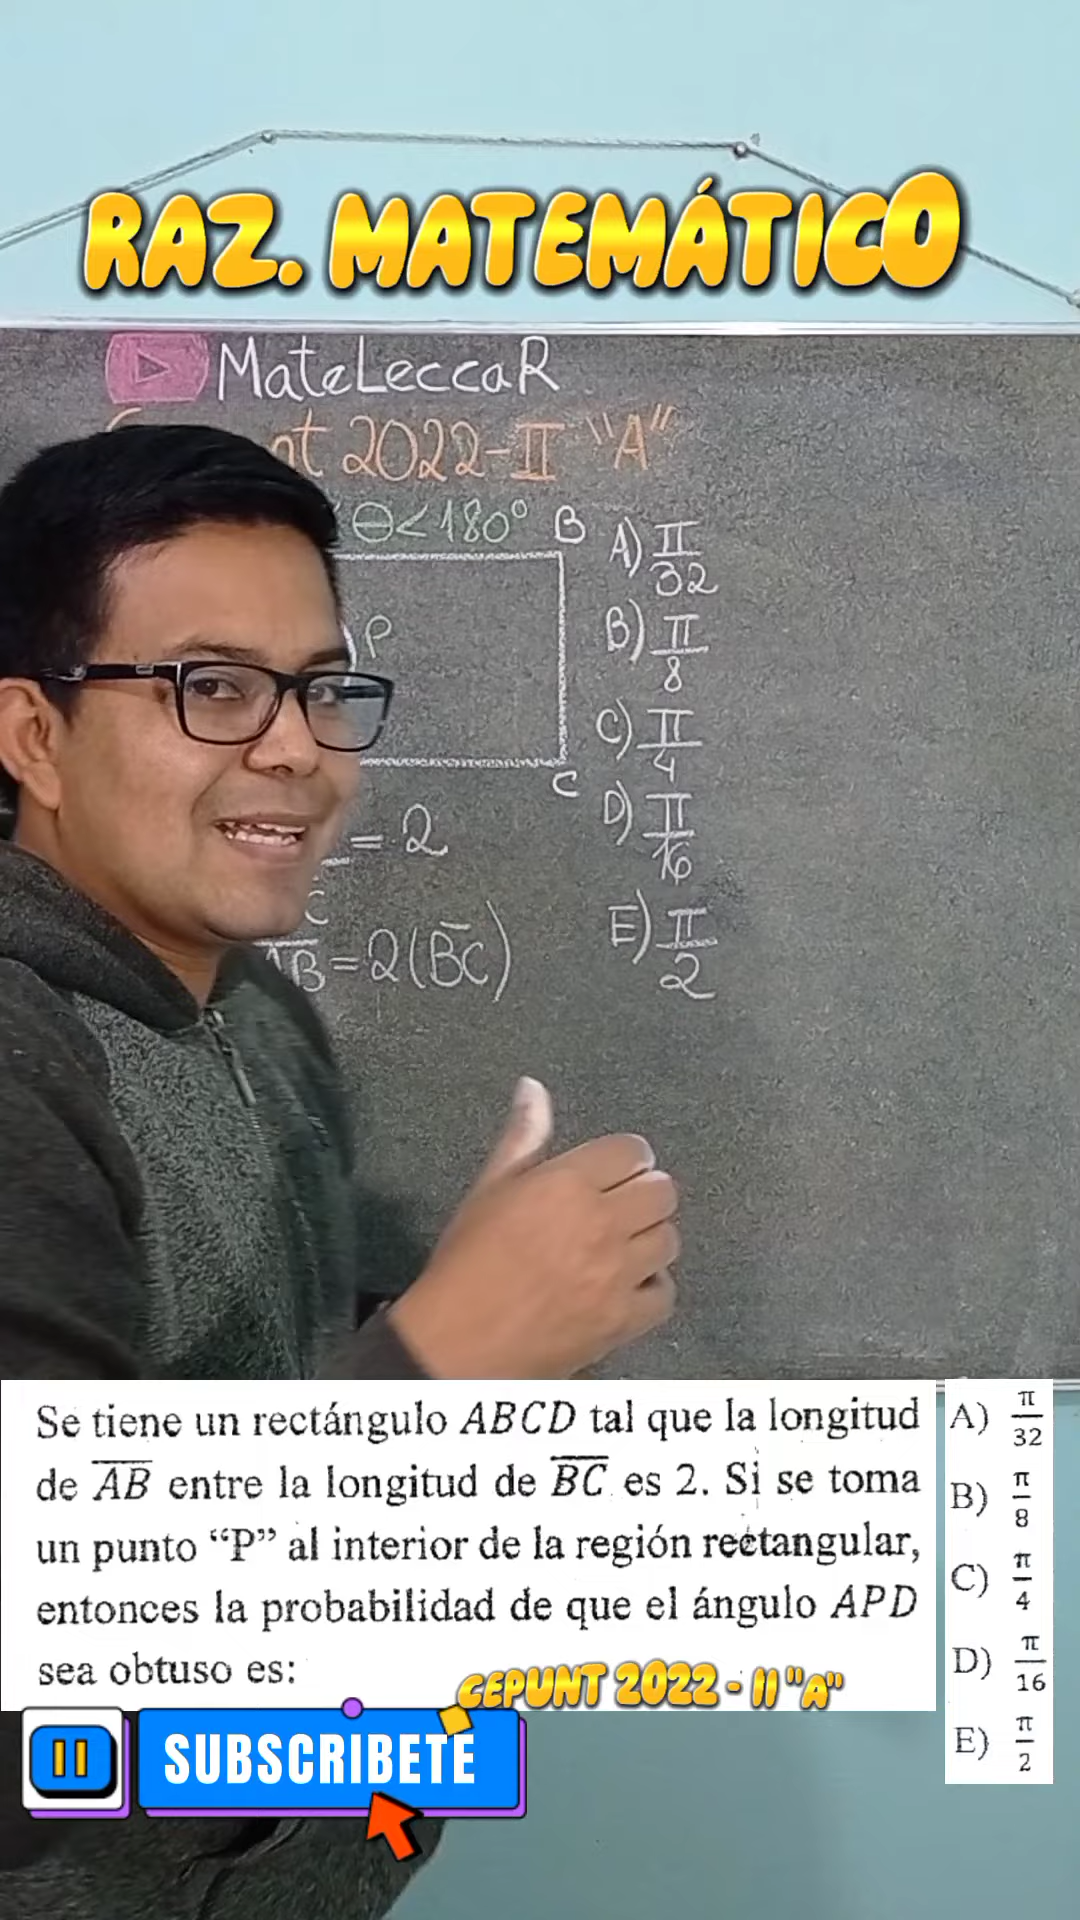 RAZ. MATEMÁTICO
MateLeccaR
nt 2022-II "A"
θ<180° B
P
C
= 2
C
AB=2(BC)
A) π/32
B) π/8
C) π/4
D) π/16
E) π/2
Se tiene un rectángulo ABCD tal que la longitud
de AB entre la longitud de BC es 2. Si se toma
un punto “P” al interior de la región rectangular,
entonces la probabilidad de que el ángulo APD
sea obtuso es:
CEPUNT 2022 - II "A"
A) π/32
B) π/8
C) π/4
D) π/16
E) π/2
SUBSCRIBETE